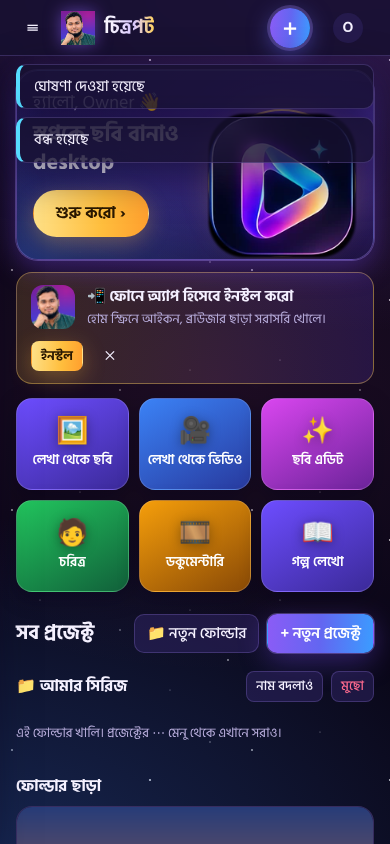 চিত্রপট
+
O
ঘোষণা দেওয়া হয়েছে
হ্যালো, Owner 👋
বন্ধ হয়েছে
ছবি বানাও
desktop
শুরু করো ›
📲 ফোনে অ্যাপ হিসেবে ইনস্টল করো
হোম স্ক্রিনে আইকন, ব্রাউজার ছাড়া সরাসরি খোলে।
ইনস্টল ×
লেখা থেকে ছবি
লেখা থেকে ভিডিও
ছবি এডিট
চরিত্র
ডকুমেন্টারি
গল্প লেখো
সব প্রজেক্ট
📁 নতুন ফোল্ডার
+ নতুন প্রজেক্ট
📁 আমার সিরিজ
নাম বদলাও
মুছো
এই ফোল্ডার খালি। প্রজেক্টের ⋯ মেনু থেকে এখানে সরাও।
ফোল্ডার ছাড়া